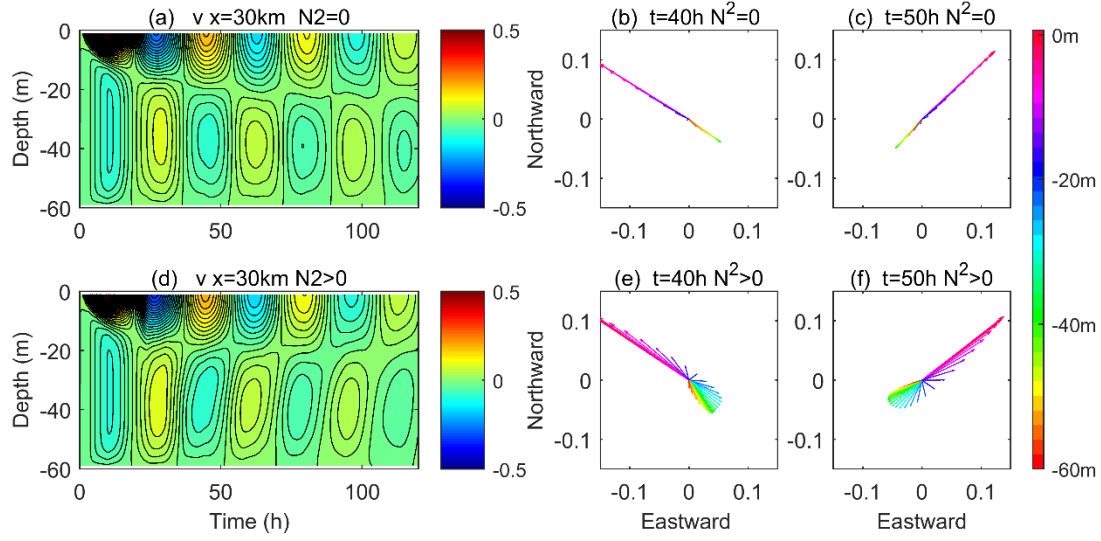 (a) v x=30km N2=0
(b) t=40h N²=0
(c) t=50h N²=0
0
-20
-40
-60
Depth (m)
0 50 100
0.5
0
-0.5
Northward
0.1
0
-0.1
-0.1 0 0.1
0.1
0
-0.1
-0.1 0 0.1
0m
-20m
-40m
-60m
(d) v x=30km N2>0
(e) t=40h N²>0
(f) t=50h N²>0
0
-20
-40
-60
Depth (m)
0 50 100
Time (h)
0.5
0
-0.5
Northward
0.1
0
-0.1
-0.1 0 0.1
Eastward
0.1
0
-0.1
-0.1 0 0.1
Eastward